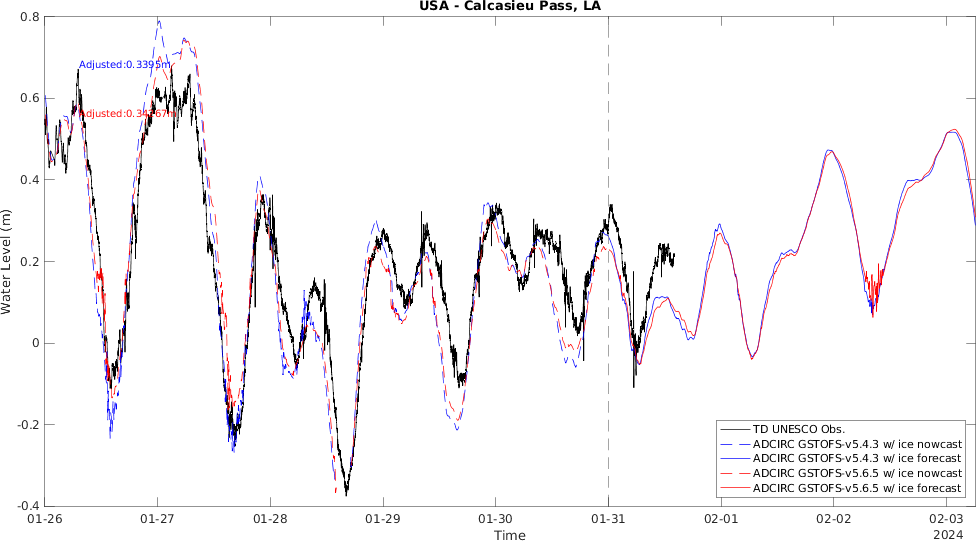 USA - Calcasieu Pass, LA
0.8
0.6
0.4
0.2
0
-0.2
-0.4
Water Level (m)
Adjusted:0.3395m
01-26
01-27
01-28
01-29
01-30
01-31
02-01
02-02
02-03
Time
2024
TD UNESCO Obs.
ADCIRC GSTOFS-v5.4.3 w/ ice nowcast
ADCIRC GSTOFS-v5.4.3 w/ ice forecast
ADCIRC GSTOFS-v5.6.5 w/ ice nowcast
ADCIRC GSTOFS-v5.6.5 w/ ice forecast